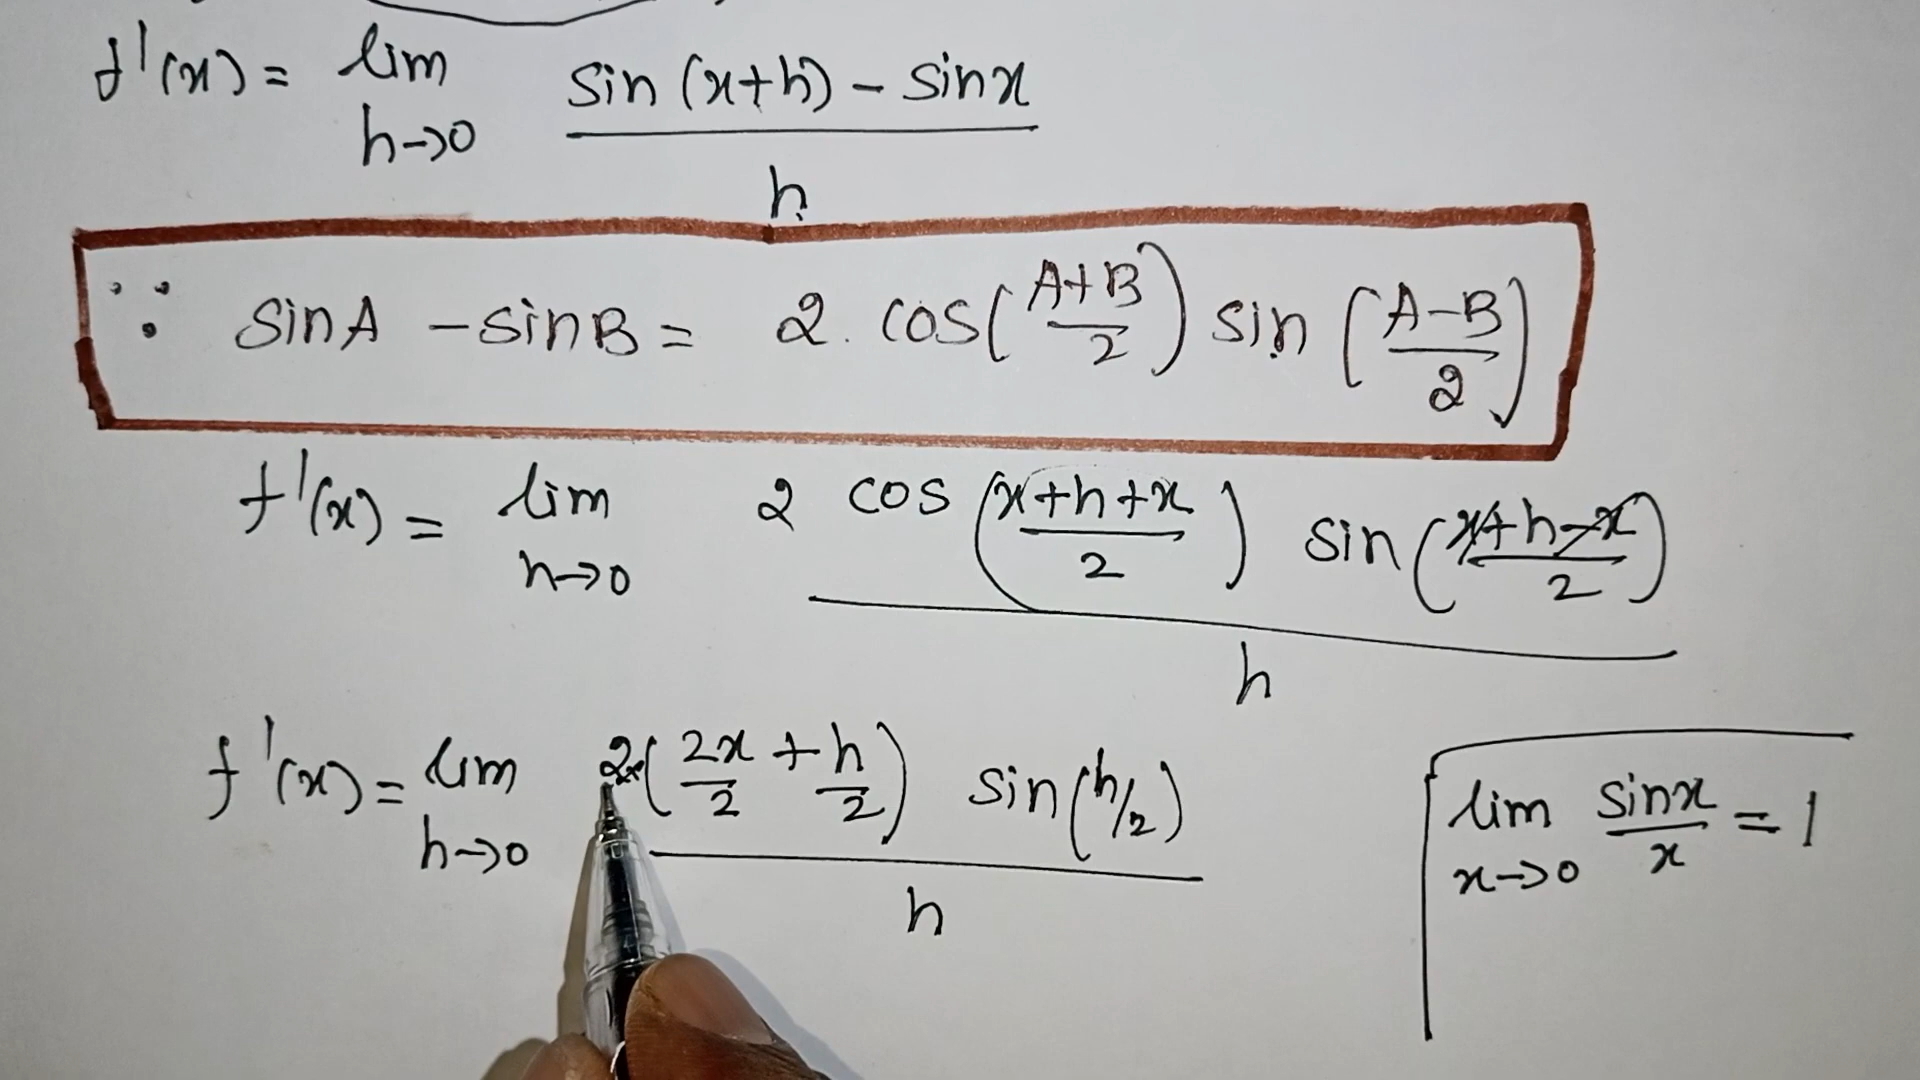 f'(x) = lim h→0 (sin (x+h) - sinx) / h
∵ sinA - sinB = 2. cos((A+B)/2) sin((A-B)/2)
f'(x) = lim h→0 (2 cos((x+h+x)/2) sin((x+h-x)/2)) / h
f'(x) = lim h→0 (2(2x/2 + h/2) sin(h/2)) / h
lim x→0 sinx/x = 1